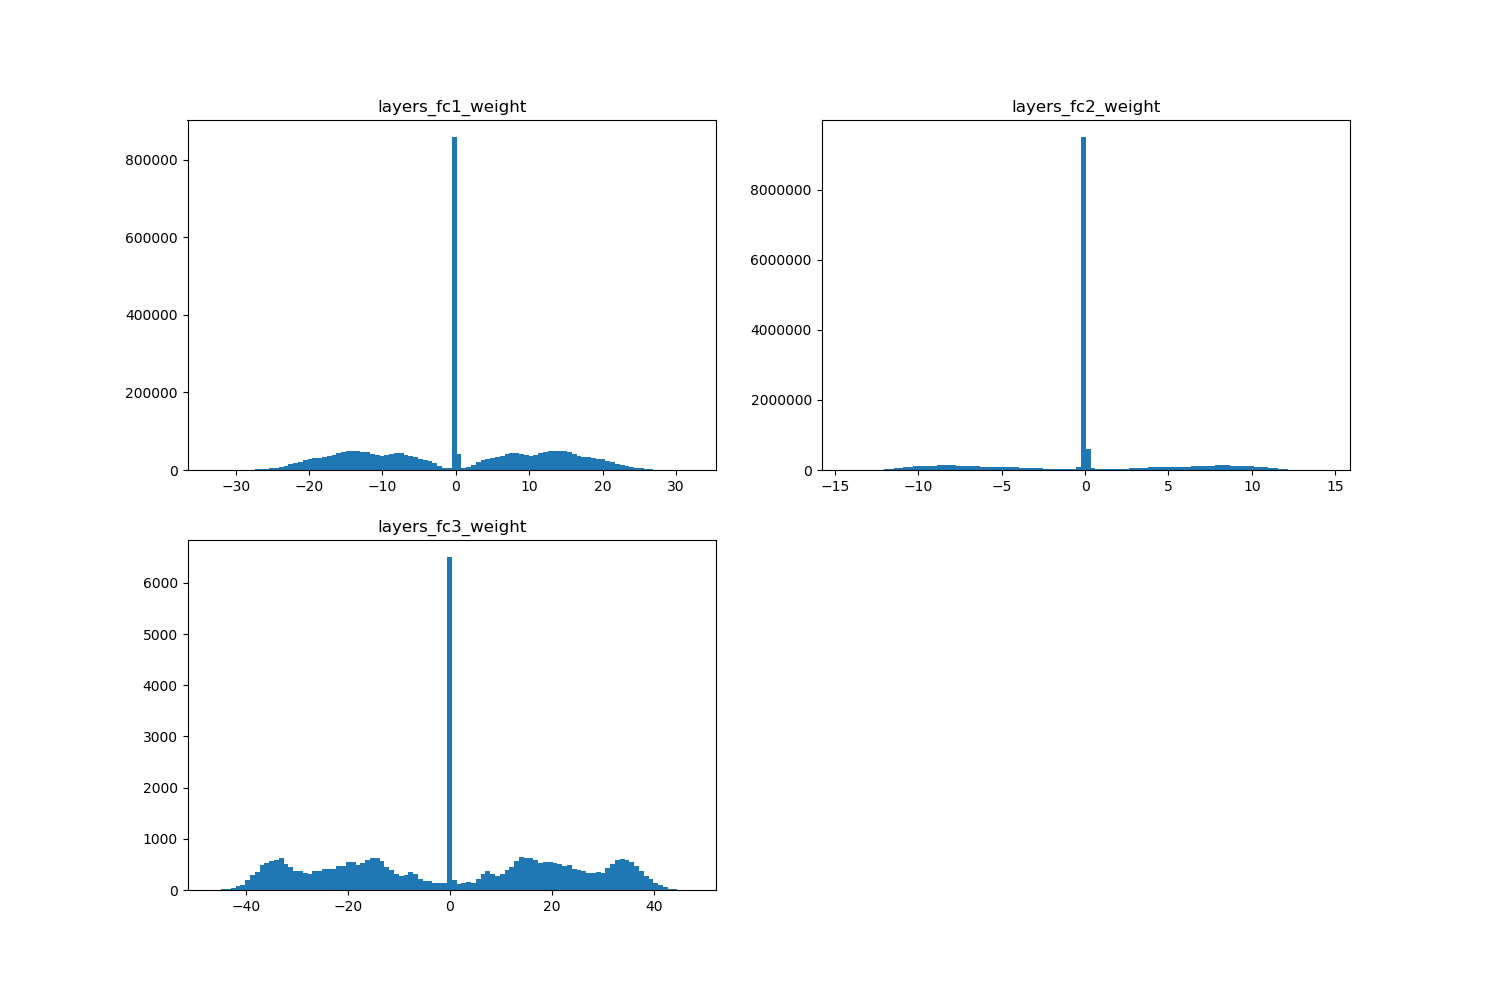 layers_fc1_weight
800000
600000
400000
200000
0
−30 −20 −10 0 10 20 30
layers_fc2_weight
8000000
6000000
4000000
2000000
0
−15 −10 −5 0 5 10 15
layers_fc3_weight
6000
5000
4000
3000
2000
1000
0
−40 −20 0 20 40